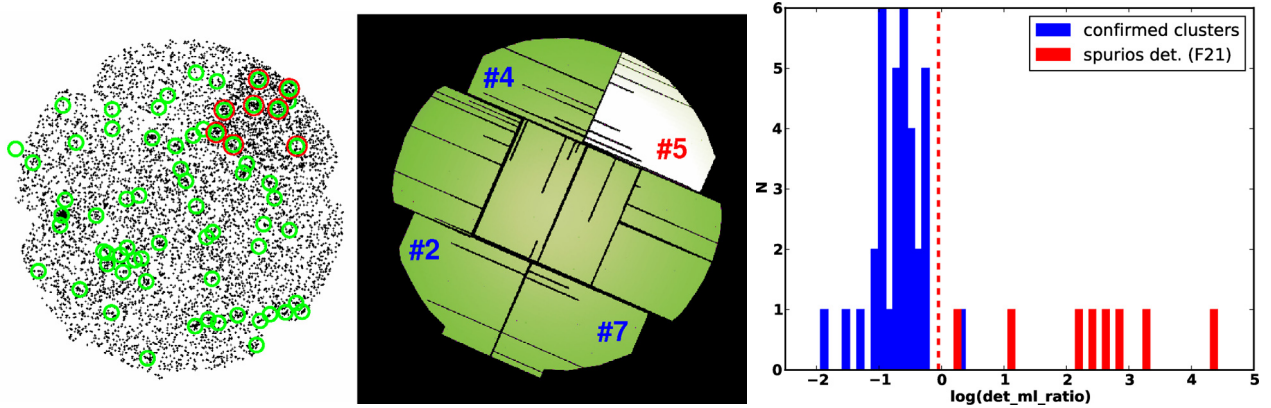 #4
#5
#2
#7
6
5
4
3
2
1
0
N
confirmed clusters
spurios det. (F21)
−2 −1 0 1 2 3 4 5
log(det_ml_ratio)